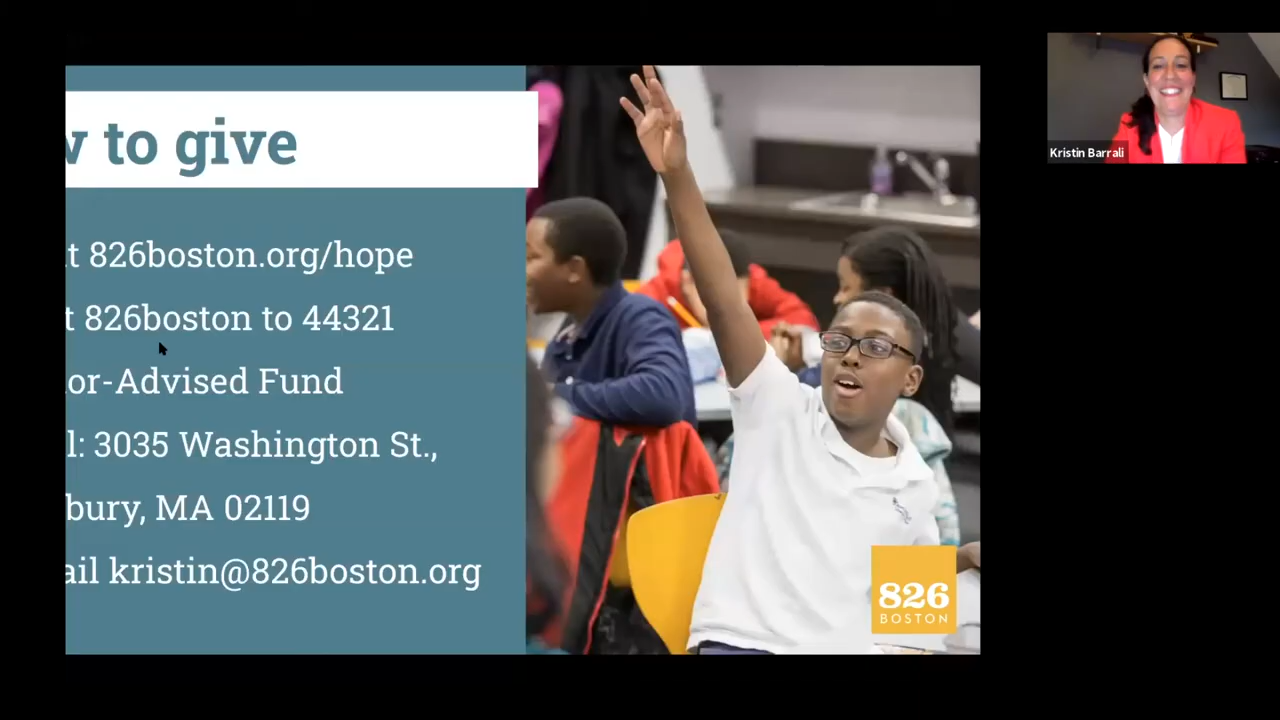 w to give
t 826boston.org/hope
t 826boston to 44321
or-Advised Fund
l: 3035 Washington St.,
bury, MA 02119
ail kristin@826boston.org
826
BOSTON
Kristin Barrali